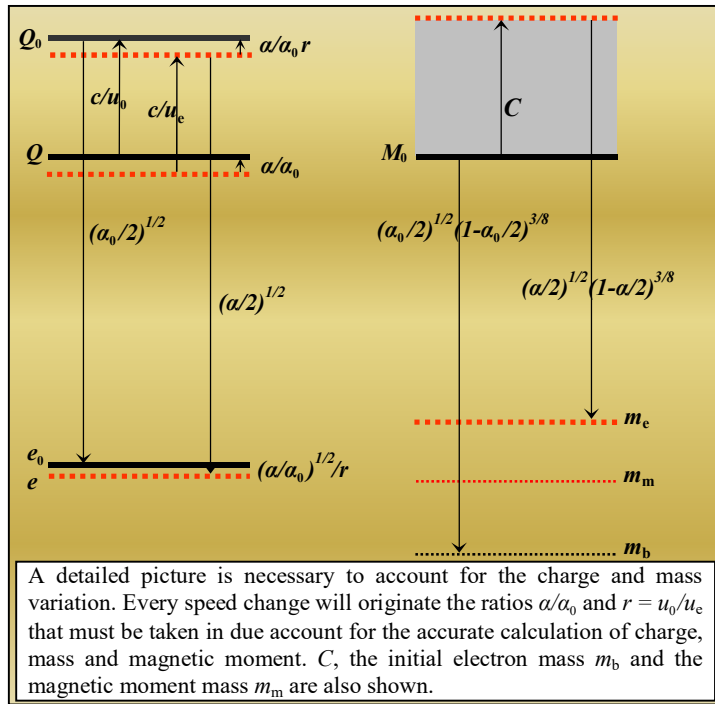 Q₀
α/α₀ r
c/u₀
c/uₑ
Q
α/α₀
(α₀/2)^1/2
(α/2)^1/2
e₀
e
(α/α₀)^1/2/r
C
M₀
(α₀/2)^1/2(1-α₀/2)^3/8
(α/2)^1/2(1-α/2)^3/8
mₑ
mₘ
m_b
A detailed picture is necessary to account for the charge and mass
variation. Every speed change will originate the ratios α/α₀ and r = u₀/uₑ
that must be taken in due account for the accurate calculation of charge,
mass and magnetic moment. C, the initial electron mass m_b and the
magnetic moment mass mₘ are also shown.